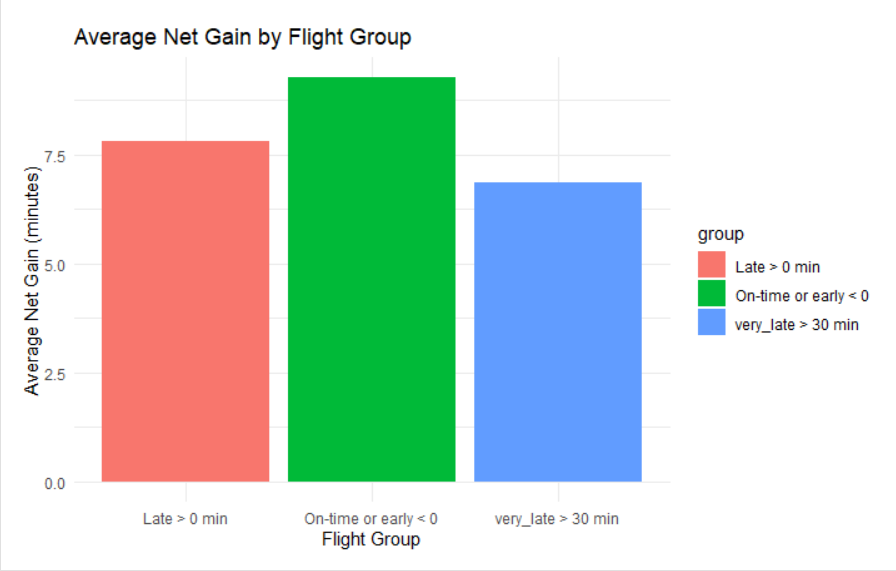 Average Net Gain by Flight Group
Average Net Gain (minutes)
7.5
5.0
2.5
0.0
Late > 0 min
On-time or early < 0
very_late > 30 min
Flight Group
group
Late > 0 min
On-time or early < 0
very_late > 30 min